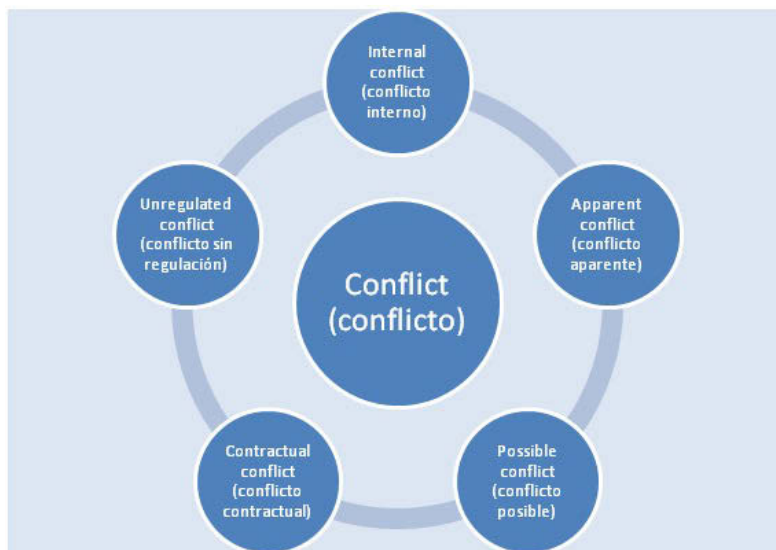 Internal
conflict
(conflicto
interno)
Unregulated
conflict
(conflicto sin
regulación)
Apparent
conflict
(conflicto
aparente)
Conflict
(conflicto)
Contractual
conflict
(conflicto
contractual)
Possible
conflict
(conflicto
posible)